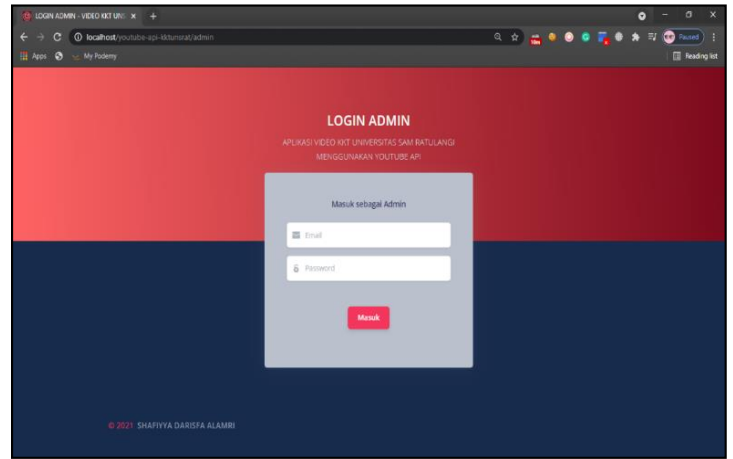 LOGIN ADMIN - VIDEO KKT UNS
localhost/youtube-api-kktunsrat/admin
Paused
Apps
My Podemy
Reading list
LOGIN ADMIN
APLIKASI VIDEO KKT UNIVERSITAS SAM RATULANGI
MENGGUNAKAN YOUTUBE API
Masuk sebagai Admin
Email
Password
Masuk
© 2021 SHAFIYYA DARISFA ALAMRI